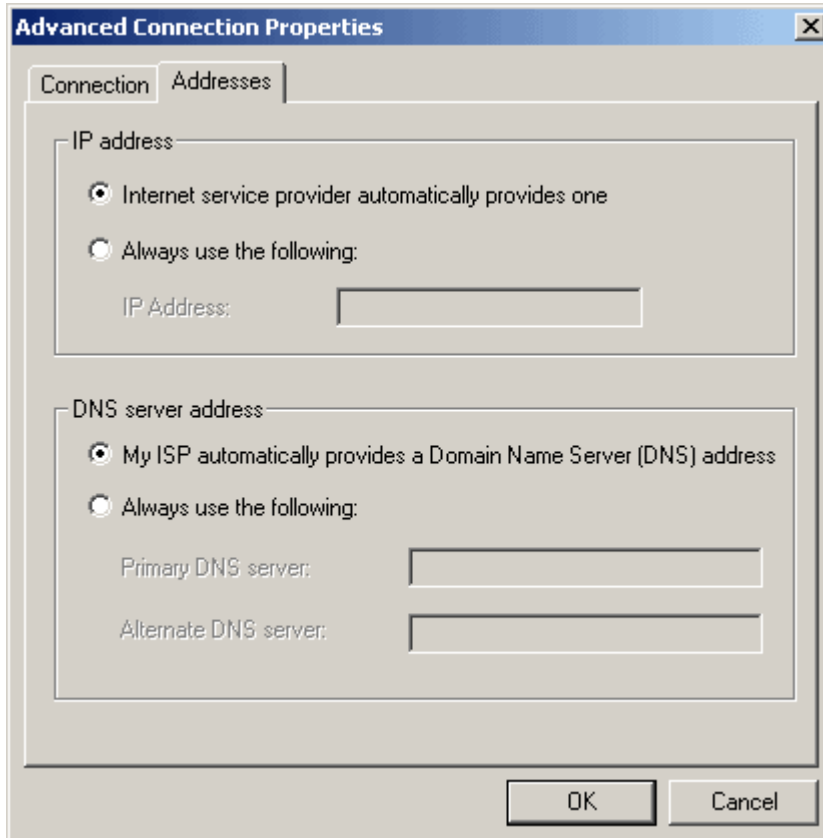 Advanced Connection Properties
Connection Addresses
IP address
Internet service provider automatically provides one
Always use the following:
IP Address:
DNS server address
My ISP automatically provides a Domain Name Server (DNS) address
Always use the following:
Primary DNS server:
Alternate DNS server:
OK Cancel